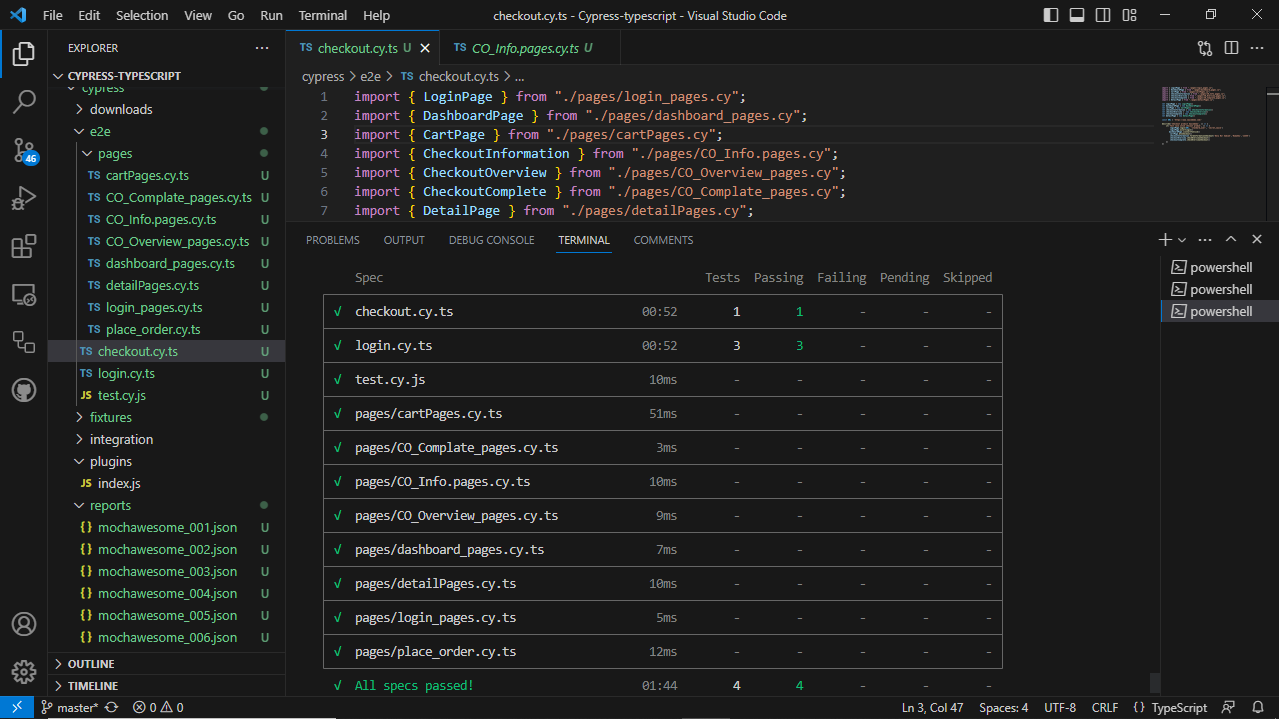 File Edit Selection View Go Run Terminal Help checkout.cy.ts - Cypress-typescript - Visual Studio Code
EXPLORER
CYPRESS-TYPESCRIPT
cypress
downloads
e2e
pages
TS cartPages.cy.ts U
TS CO_Complate_pages.cy.ts U
TS CO_Info.pages.cy.ts U
TS CO_Overview_pages.cy.ts U
TS dashboard_pages.cy.ts U
TS detailPages.cy.ts U
TS login_pages.cy.ts U
TS place_order.cy.ts U
TS checkout.cy.ts U
TS login.cy.ts U
JS test.cy.js U
fixtures
integration
plugins
JS index.js
reports
{} mochawesome_001.json U
{} mochawesome_002.json U
{} mochawesome_003.json U
{} mochawesome_004.json U
{} mochawesome_005.json U
{} mochawesome_006.json U
OUTLINE
TIMELINE
46
TS checkout.cy.ts U TS CO_Info.pages.cy.ts U
cypress > e2e > TS checkout.cy.ts > ...
1 import { LoginPage } from "./pages/login_pages.cy";
2 import { DashboardPage } from "./pages/dashboard_pages.cy";
3 import { CartPage } from "./pages/cartPages.cy";
4 import { CheckoutInformation } from "./pages/CO_Info.pages.cy";
5 import { CheckoutOverview } from "./pages/CO_Overview_pages.cy";
6 import { CheckoutComplete } from "./pages/CO_Complate_pages.cy";
7 import { DetailPage } from "./pages/detailPages.cy";
PROBLEMS OUTPUT DEBUG CONSOLE TERMINAL COMMENTS
Spec Tests Passing Failing Pending Skipped
√ checkout.cy.ts 00:52 1 1 - - -
√ login.cy.ts 00:52 3 3 - - -
√ test.cy.js 10ms - - - - -
√ pages/cartPages.cy.ts 51ms - - - - -
√ pages/CO_Complate_pages.cy.ts 3ms - - - - -
√ pages/CO_Info.pages.cy.ts 10ms - - - - -
√ pages/CO_Overview_pages.cy.ts 9ms - - - - -
√ pages/dashboard_pages.cy.ts 7ms - - - - -
√ pages/detailPages.cy.ts 10ms - - - - -
√ pages/login_pages.cy.ts 5ms - - - - -
√ pages/place_order.cy.ts 12ms - - - - -
√ All specs passed! 01:44 4 4 - - -
powershell
powershell
powershell
master* 0 0 Ln 3, Col 47 Spaces: 4 UTF-8 CRLF {} TypeScript